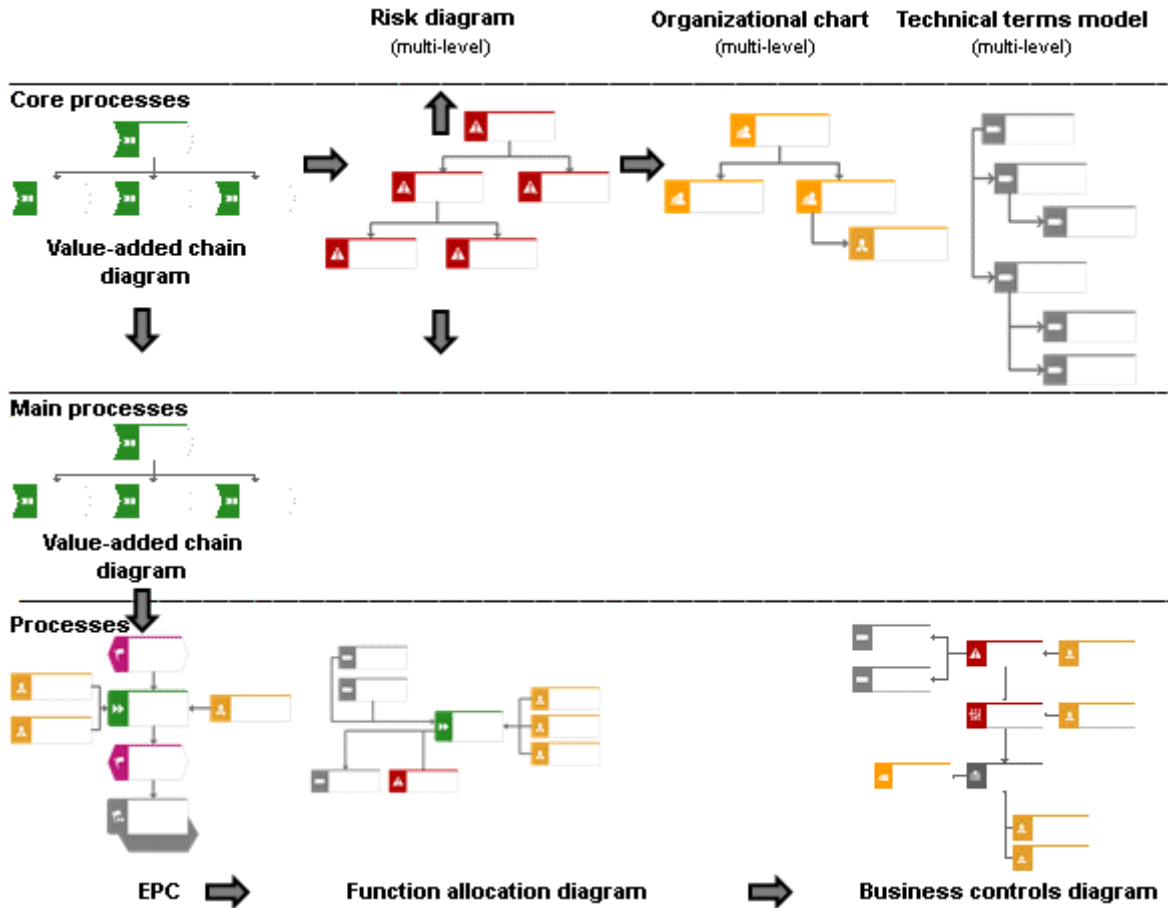 Risk diagram
(multi-level)
Organizational chart
(multi-level)
Technical terms model
(multi-level)
Core processes
Value-added chain
diagram
Main processes
Value-added chain
diagram
Processes
EPC
Function allocation diagram
Business controls diagram